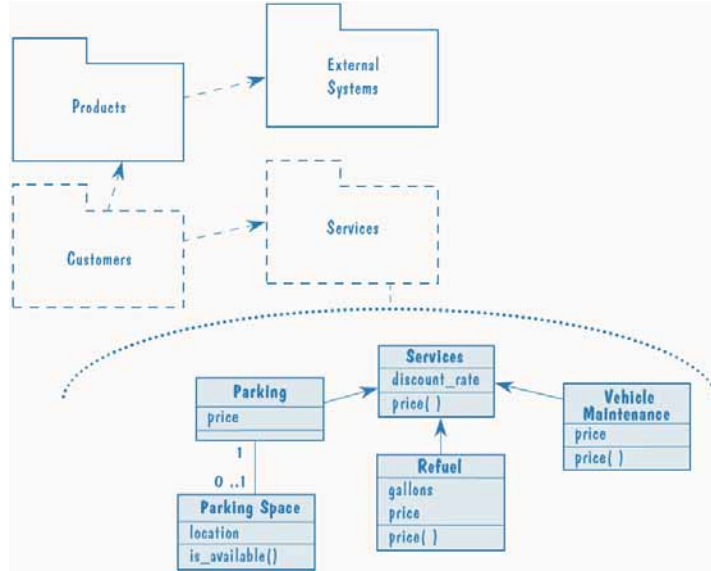 External
Systems
Products
Services
Customers
Services
discount_rate
price( )
Parking
price
Vehicle
Maintenance
price
price( )
1
0 ..1
Refuel
gallons
price
price( )
Parking Space
location
is_available()